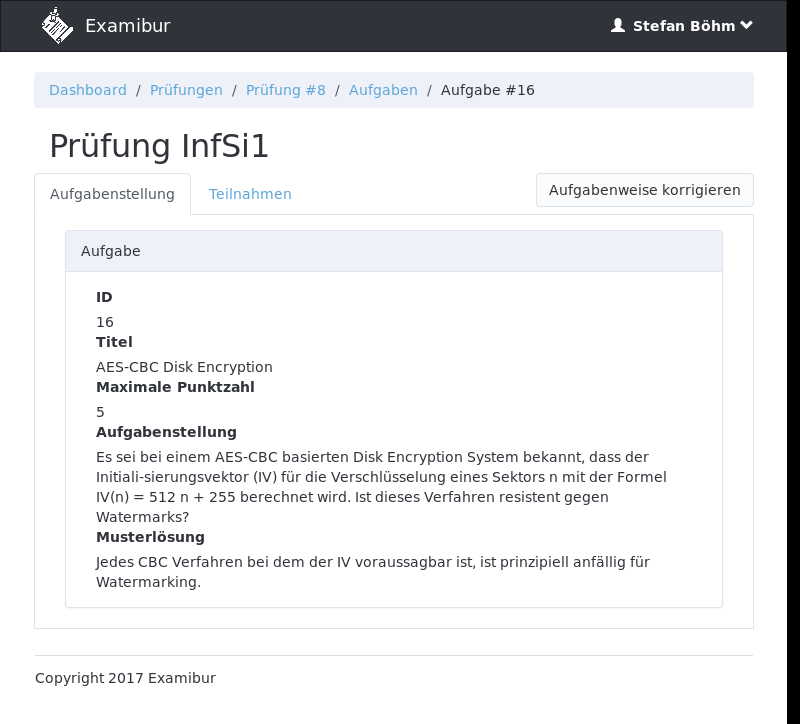 Examibur
Stefan Böhm
Dashboard / Prüfungen / Prüfung #8 / Aufgaben / Aufgabe #16
Prüfung InfSi1
Aufgabenstellung Teilnahmen Aufgabenweise korrigieren
Aufgabe
ID
16
Titel
AES-CBC Disk Encryption
Maximale Punktzahl
5
Aufgabenstellung
Es sei bei einem AES-CBC basierten Disk Encryption System bekannt, dass der
Initiali-sierungsvektor (IV) für die Verschlüsselung eines Sektors n mit der Formel
IV(n) = 512 n + 255 berechnet wird. Ist dieses Verfahren resistent gegen
Watermarks?
Musterlösung
Jedes CBC Verfahren bei dem der IV voraussagbar ist, ist prinzipiell anfällig für
Watermarking.
Copyright 2017 Examibur